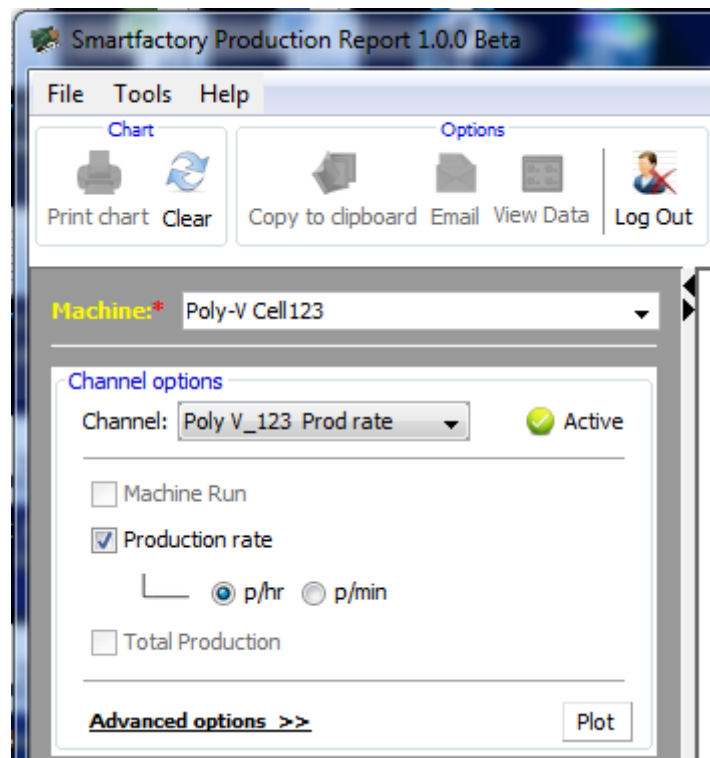 Smartfactory Production Report 1.0.0 Beta
File Tools Help
Chart Options
Print chart Clear Copy to clipboard Email View Data Log Out
Machine:* Poly-V Cell123
Channel options
Channel: Poly V_123 Prod rate Active
Machine Run
Production rate
p/hr p/min
Total Production
Advanced options >> Plot